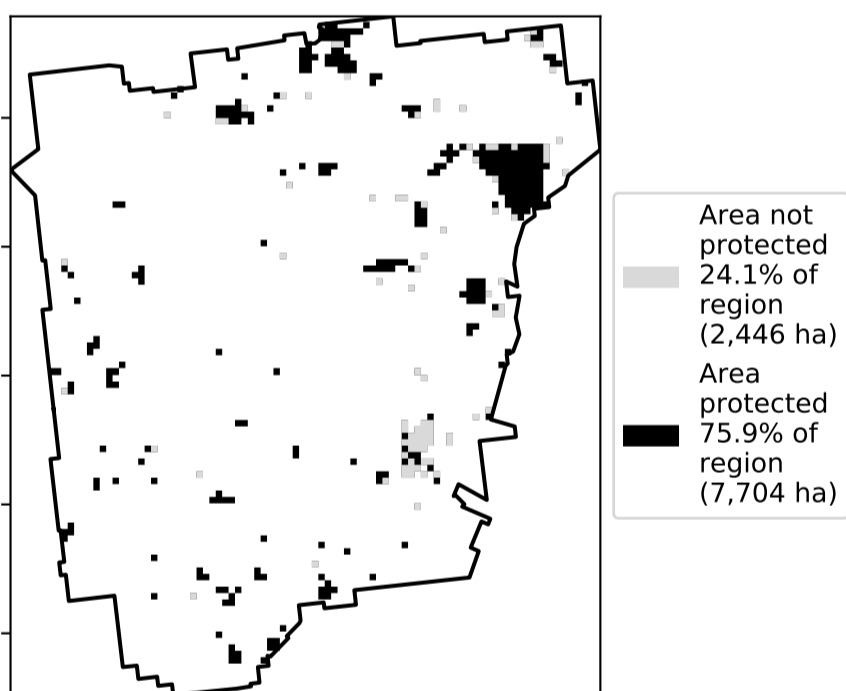 Area not
protected
24.1% of
region
(2,446 ha)
Area
protected
75.9% of
region
(7,704 ha)